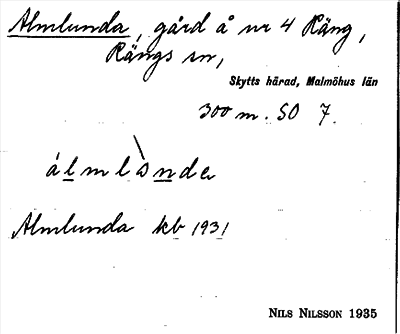 Almlunda, gård å nr 4 Räng,
Rängs sn,
Skytts härad, Malmöhus län
300 m. SO 7.
álmlànda
Almlunda kb 1931
NILS NILSSON 1935